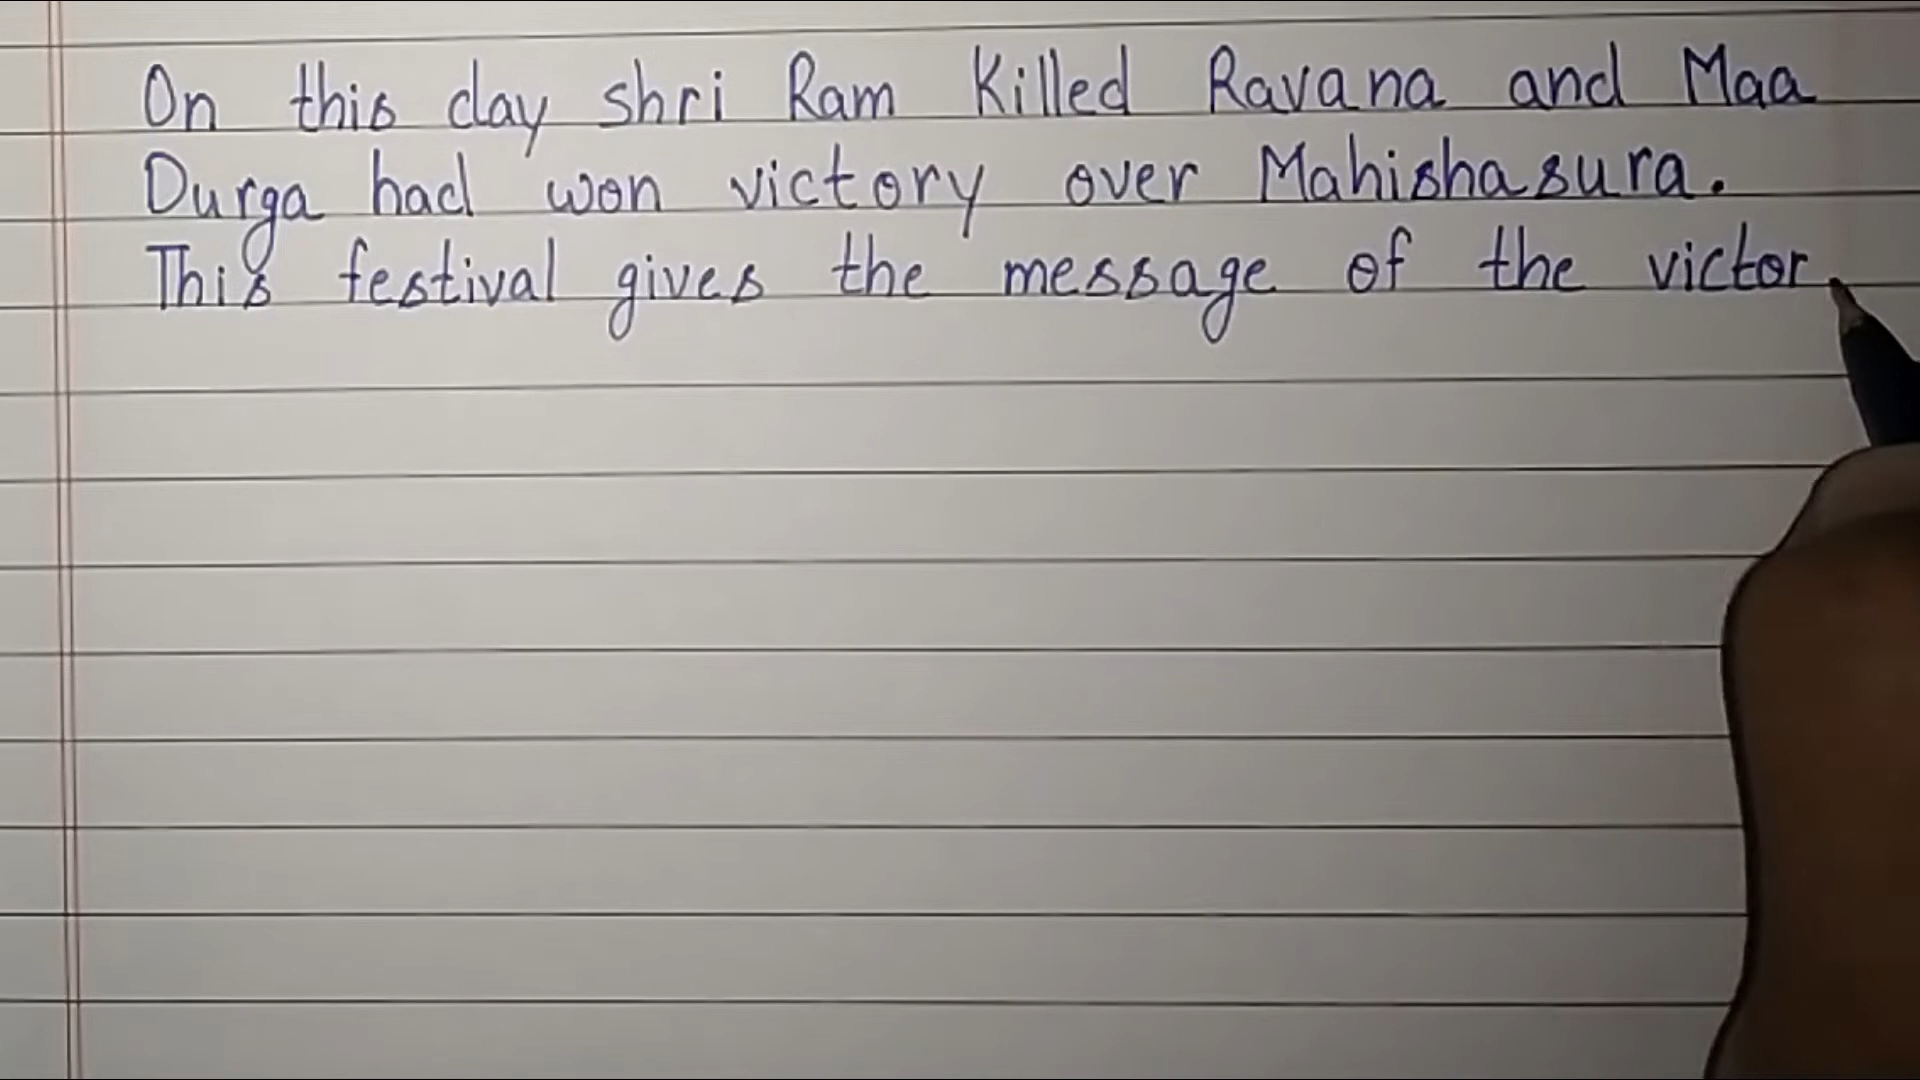 On this day shri Ram Killed Ravana and Maa
Durga had won victory over Mahishasura.
This festival gives the message of the victor